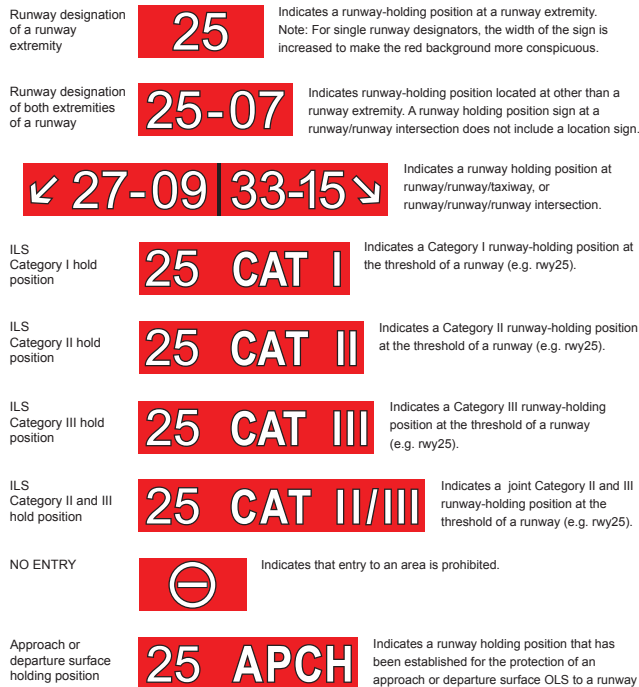 Runway designation
of a runway
extremity
25
Indicates a runway-holding position at a runway extremity.
Note: For single runway designators, the width of the sign is
increased to make the red background more conspicuous.
Runway designation
of both extremities
of a runway
25-07
Indicates runway-holding position located at other than a
runway extremity. A runway holding position sign at a
runway/runway intersection does not include a location sign.
↙ 27-09 33-15 ↘
Indicates a runway holding position at
runway/runway/taxiway, or
runway/runway/runway intersection.
ILS
Category I hold
position
25 CAT I
Indicates a Category I runway-holding position at
the threshold of a runway (e.g. rwy25).
ILS
Category II hold
position
25 CAT II
Indicates a Category II runway-holding position
at the threshold of a runway (e.g. rwy25).
ILS
Category III hold
position
25 CAT III
Indicates a Category III runway-holding
position at the threshold of a runway
(e.g. rwy25).
ILS
Category II and III
hold position
25 CAT II/III
Indicates a joint Category II and III
runway-holding position at the
threshold of a runway (e.g. rwy25).
NO ENTRY
Indicates that entry to an area is prohibited.
Approach or
departure surface
holding position
25 APCH
Indicates a runway holding position that has
been established for the protection of an
approach or departure surface OLS to a runway